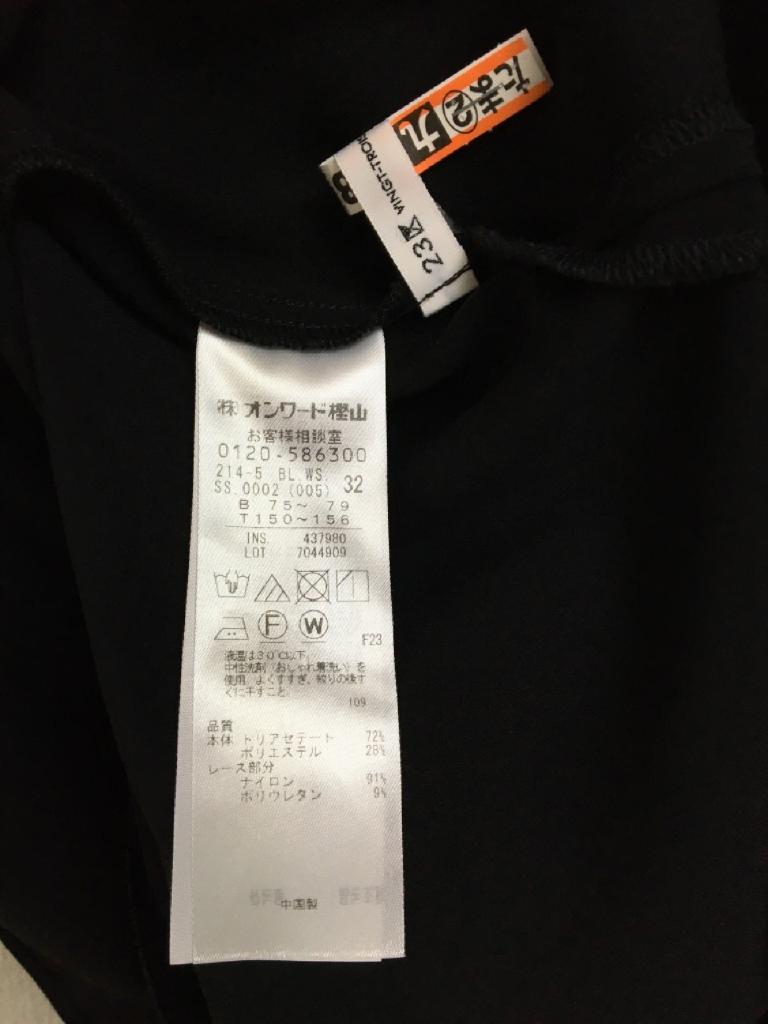 たまの九
23区 VINGT-TROIS
㈱オンワード樫山
お客様相談室
0120-586300
214-5 BL.WS.
SS.0002 (005) 32
B 75～ 79
T150～156
INS. 437980
LOT 7044909
F W
F23
液温は30℃以下
中性洗剤（おしゃれ着洗い）を
使用、よくすすぎ、絞りの後す
ぐに干すこと。
109
品質
本体 トリアセテート 72%
ポリエステル 28%
レース部分
ナイロン 91%
ポリウレタン 9%
中国製